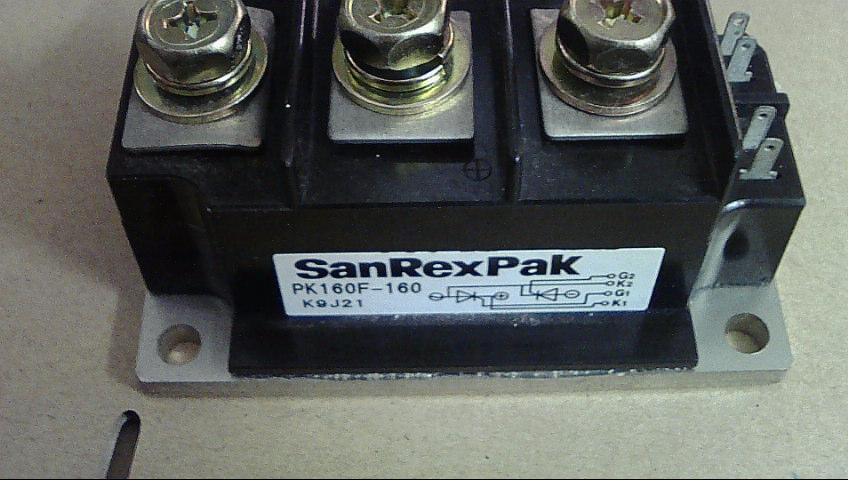 SanRexPak
PK160F-160
K9J21
G2
K2
G1
K1